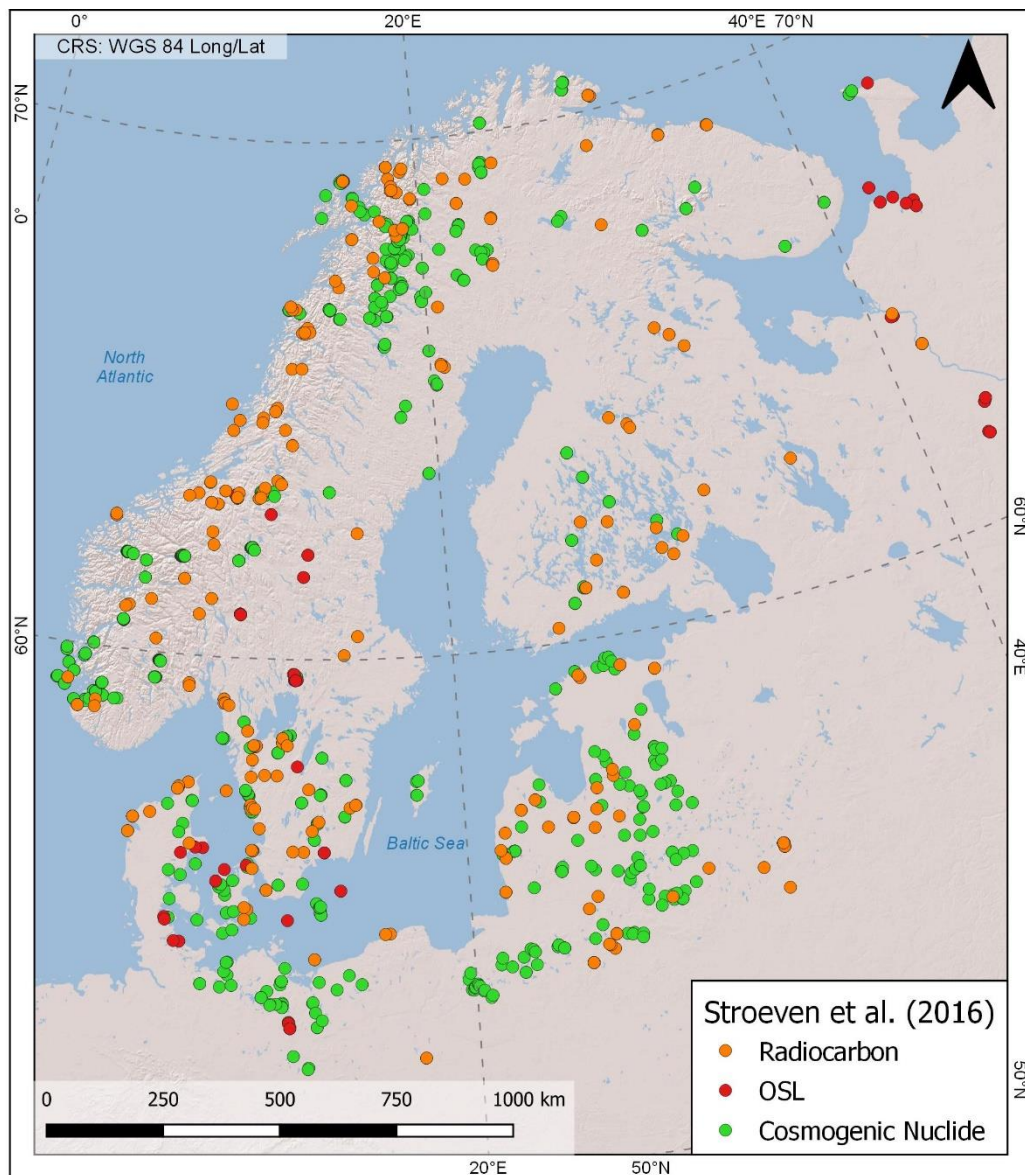 0°
20°E
40°E 70°N
CRS: WGS 84 Long/Lat
70°N
0°
North
Atlantic
60°N
60°N
40°E
Baltic Sea
Stroeven et al. (2016)
Radiocarbon
OSL
Cosmogenic Nuclide
0 250 500 750 1000 km
50°N
20°E
50°N